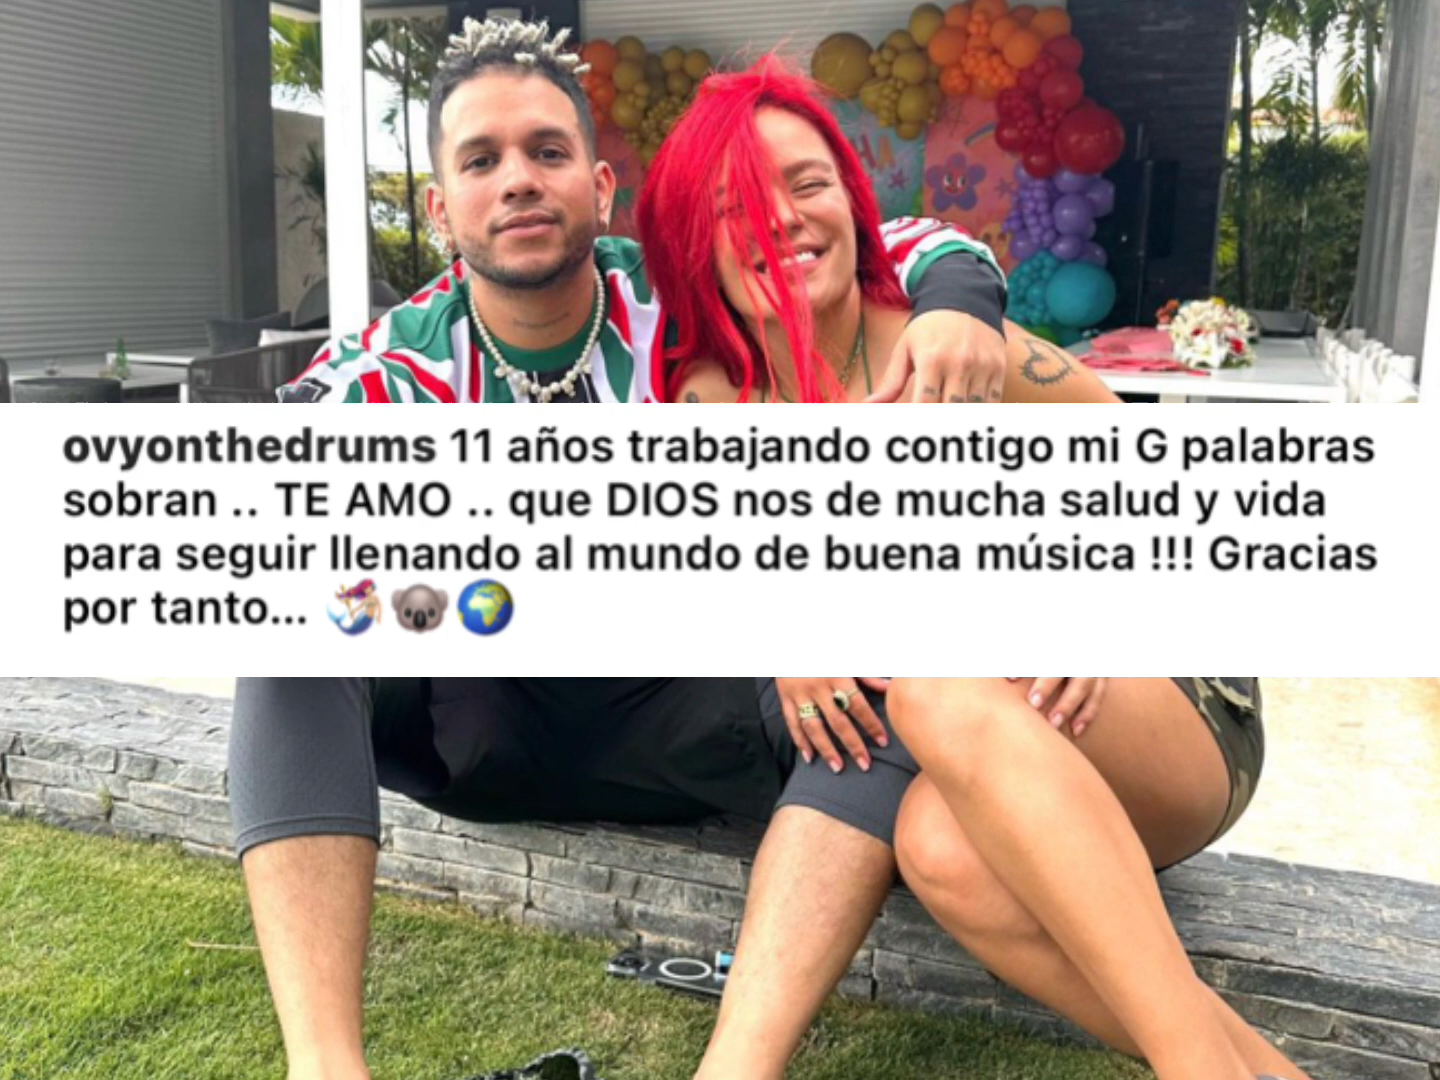 HA
ovyonthedrums 11 años trabajando contigo mi G palabras
sobran .. TE AMO .. que DIOS nos de mucha salud y vida
para seguir llenando al mundo de buena música !!! Gracias
por tanto... 🧜‍♀️🐨🌍